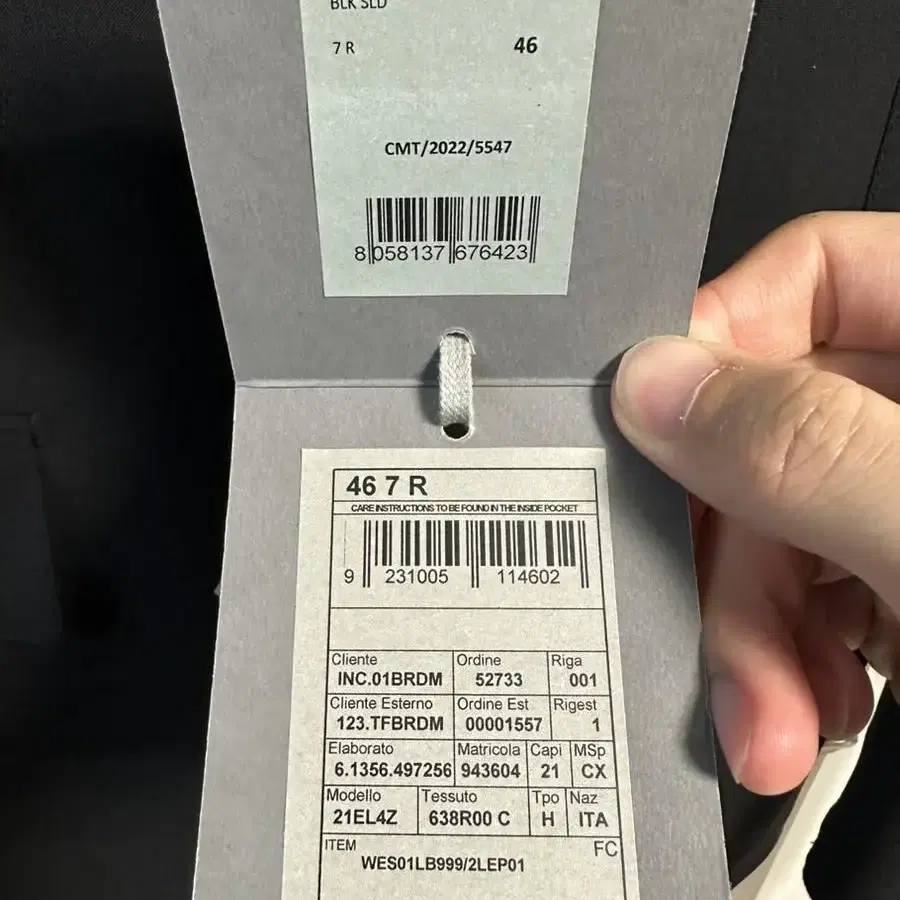 BLK SLD
7 R 46
CMT/2022/5547
8 058137 676423
46 7 R
CARE INSTRUCTIONS TO BE FOUND IN THE INSIDE POCKET
9 231005 114602
Cliente Ordine Riga
INC.01BRDM 52733 001
Cliente Esterno Ordine Est Rigest
123.TFBRDM 00001557 1
Elaborato Matricola Capi MSp
6.1356.497256 943604 21 CX
Modello Tessuto Tpo Naz
21EL4Z 638R00 C H ITA
ITEM FC
WES01LB999/2LEP01